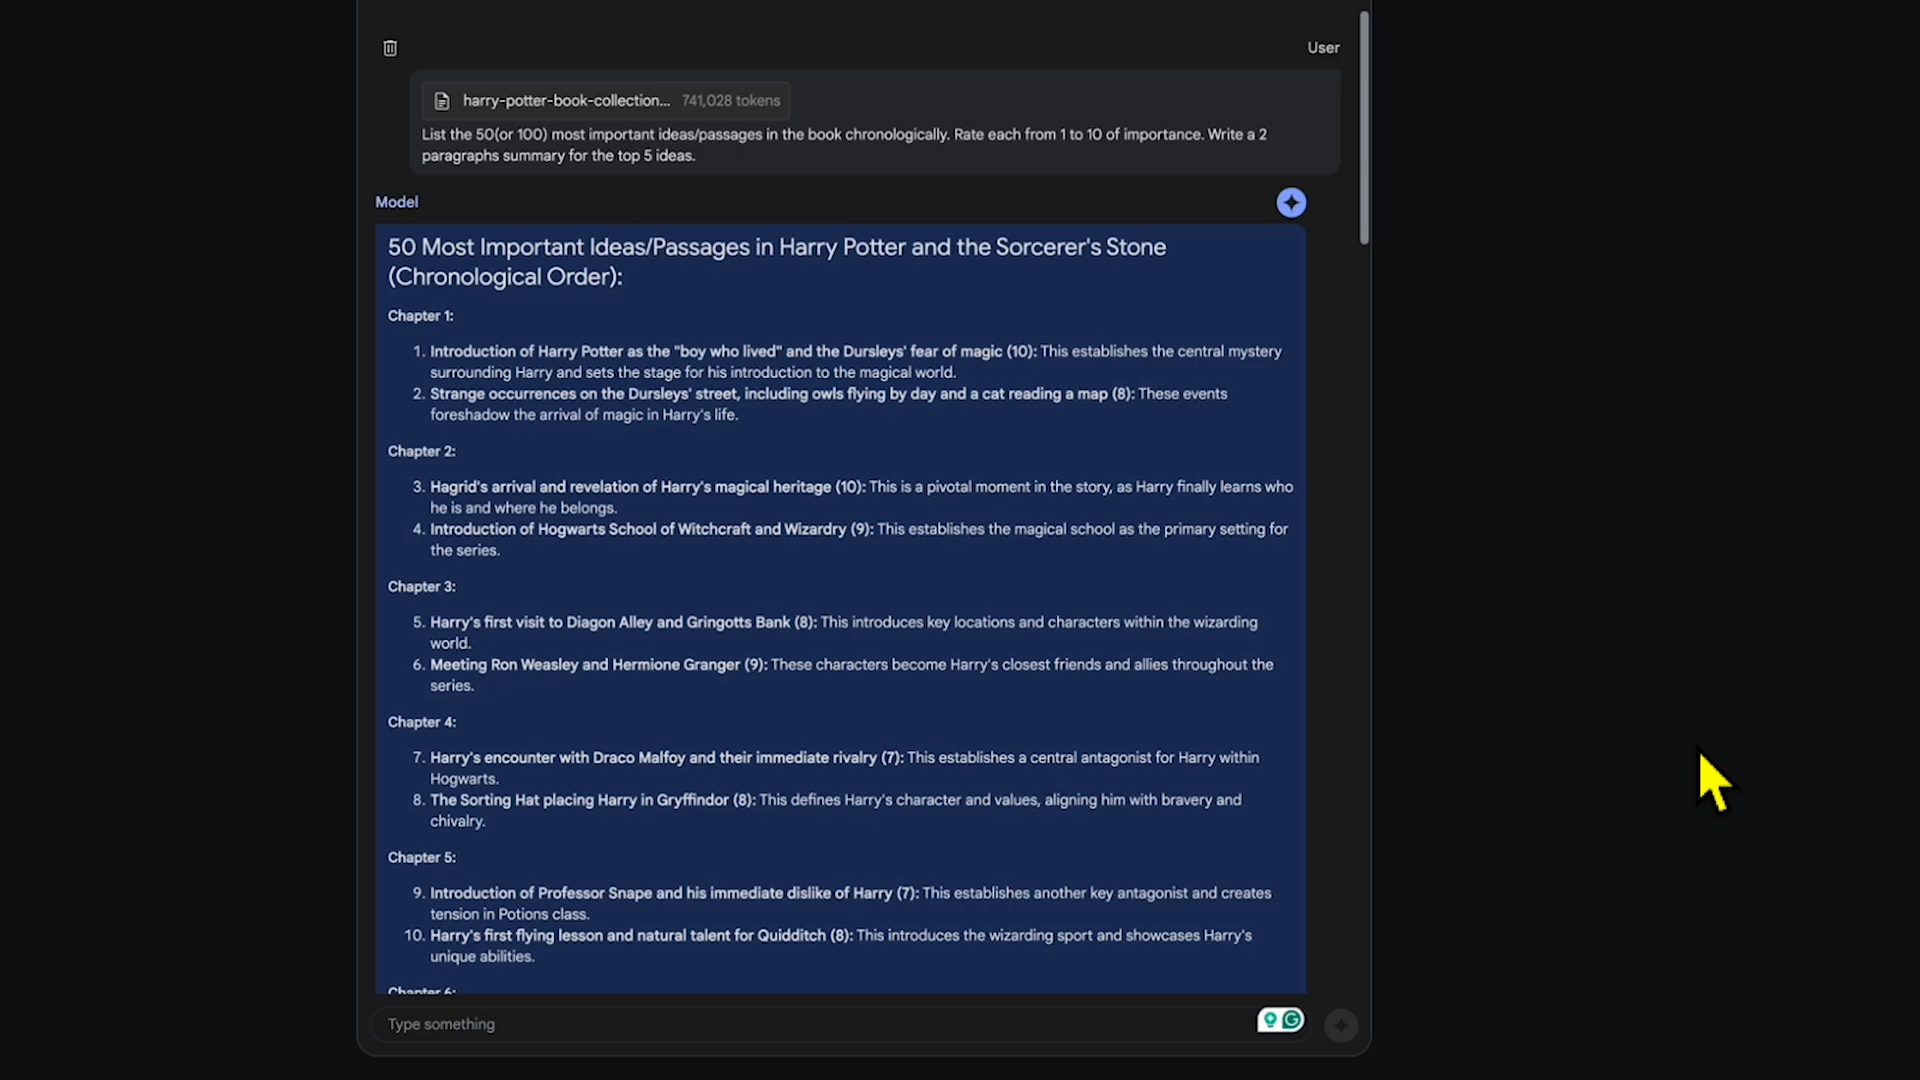 User
harry-potter-book-collection... 741,028 tokens
List the 50(or 100) most important ideas/passages in the book chronologically. Rate each from 1 to 10 of importance. Write a 2
paragraphs summary for the top 5 ideas.
Model
50 Most Important Ideas/Passages in Harry Potter and the Sorcerer's Stone
(Chronological Order):
Chapter 1:
1. Introduction of Harry Potter as the "boy who lived" and the Dursleys' fear of magic (10): This establishes the central mystery
surrounding Harry and sets the stage for his introduction to the magical world.
2. Strange occurrences on the Dursleys' street, including owls flying by day and a cat reading a map (8): These events
foreshadow the arrival of magic in Harry's life.
Chapter 2:
3. Hagrid's arrival and revelation of Harry's magical heritage (10): This is a pivotal moment in the story, as Harry finally learns who
he is and where he belongs.
4. Introduction of Hogwarts School of Witchcraft and Wizardry (9): This establishes the magical school as the primary setting for
the series.
Chapter 3:
5. Harry's first visit to Diagon Alley and Gringotts Bank (8): This introduces key locations and characters within the wizarding
world.
6. Meeting Ron Weasley and Hermione Granger (9): These characters become Harry's closest friends and allies throughout the
series.
Chapter 4:
7. Harry's encounter with Draco Malfoy and their immediate rivalry (7): This establishes a central antagonist for Harry within
Hogwarts.
8. The Sorting Hat placing Harry in Gryffindor (8): This defines Harry's character and values, aligning him with bravery and
chivalry.
Chapter 5:
9. Introduction of Professor Snape and his immediate dislike of Harry (7): This establishes another key antagonist and creates
tension in Potions class.
10. Harry's first flying lesson and natural talent for Quidditch (8): This introduces the wizarding sport and showcases Harry's
unique abilities.
Chapter 6:
Type something